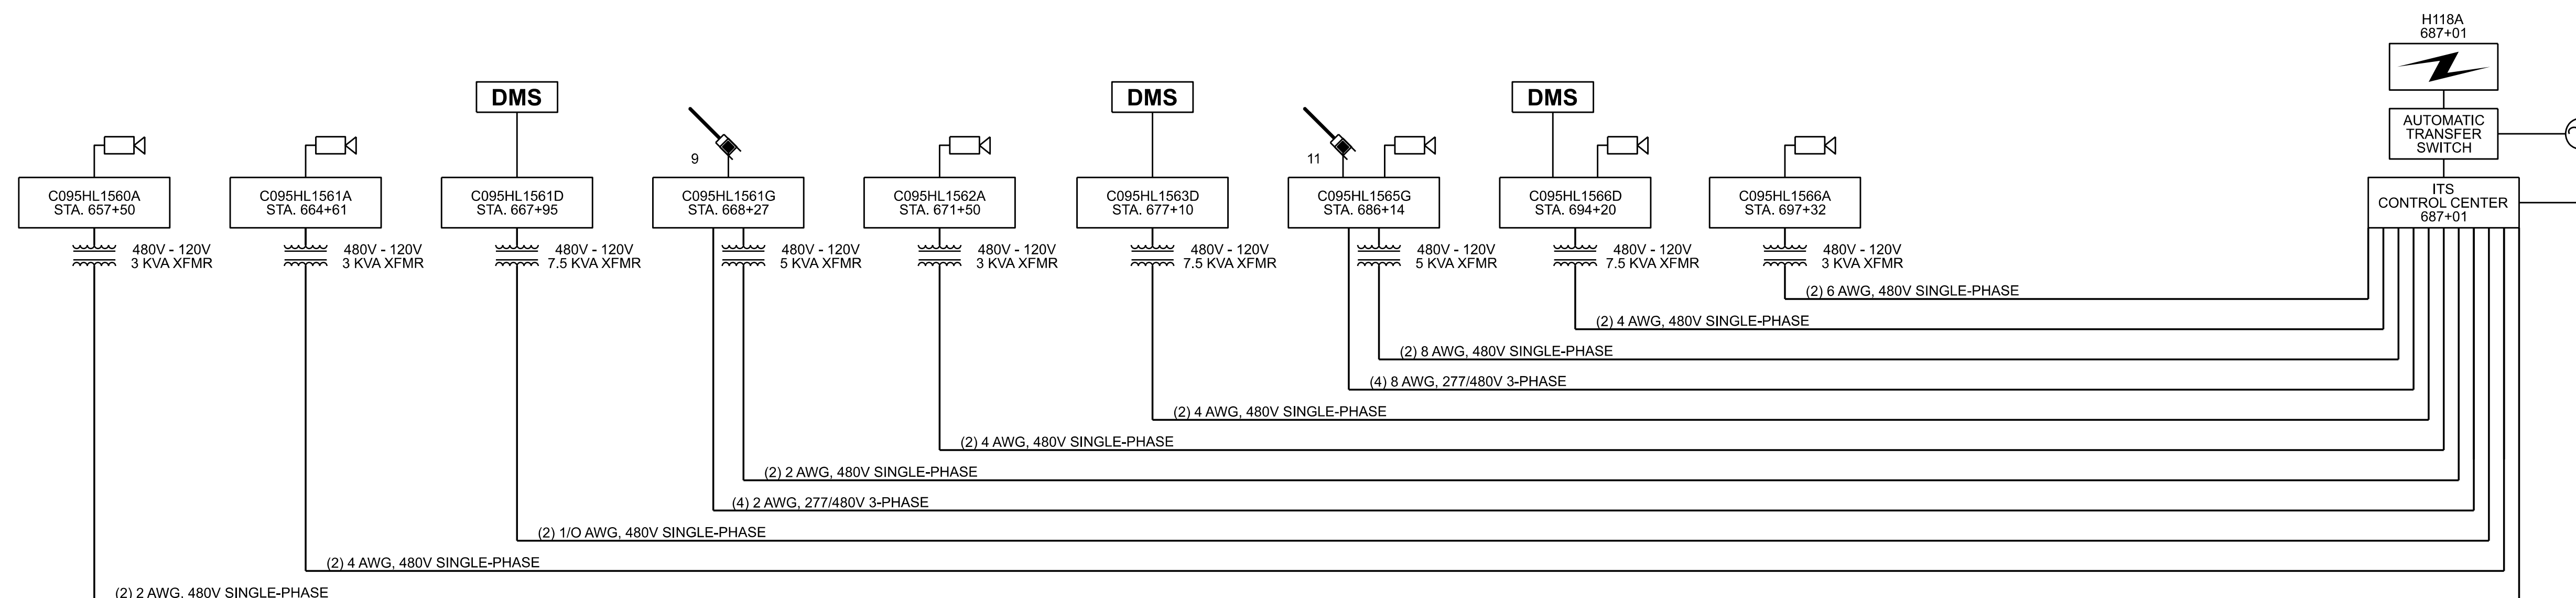 H118A
687+01
AUTOMATIC
TRANSFER
SWITCH
ITS
CONTROL CENTER
687+01
DMS
DMS
DMS
9
11
C095HL1560A
STA. 657+50
C095HL1561A
STA. 664+61
C095HL1561D
STA. 667+95
C095HL1561G
STA. 668+27
C095HL1562A
STA. 671+50
C095HL1563D
STA. 677+10
C095HL1565G
STA. 686+14
C095HL1566D
STA. 694+20
C095HL1566A
STA. 697+32
480V - 120V
3 KVA XFMR
480V - 120V
3 KVA XFMR
480V - 120V
7.5 KVA XFMR
480V - 120V
5 KVA XFMR
480V - 120V
3 KVA XFMR
480V - 120V
7.5 KVA XFMR
480V - 120V
5 KVA XFMR
480V - 120V
7.5 KVA XFMR
480V - 120V
3 KVA XFMR
(2) 6 AWG, 480V SINGLE-PHASE
(2) 4 AWG, 480V SINGLE-PHASE
(2) 8 AWG, 480V SINGLE-PHASE
(4) 8 AWG, 277/480V 3-PHASE
(2) 4 AWG, 480V SINGLE-PHASE
(2) 4 AWG, 480V SINGLE-PHASE
(2) 2 AWG, 480V SINGLE-PHASE
(4) 2 AWG, 277/480V 3-PHASE
(2) 1/O AWG, 480V SINGLE-PHASE
(2) 4 AWG, 480V SINGLE-PHASE
(2) 2 AWG, 480V SINGLE-PHASE